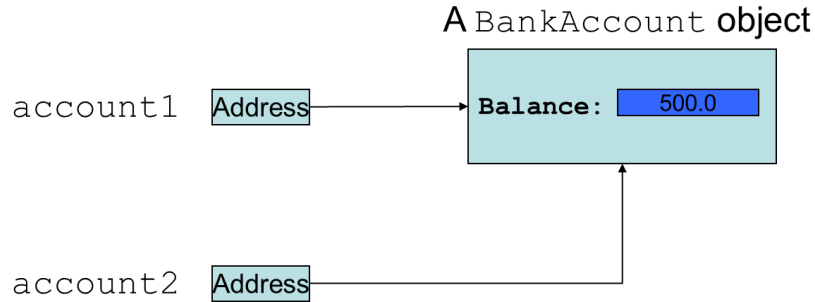 A BankAccount object
account1 Address Balance: 500.0
account2 Address